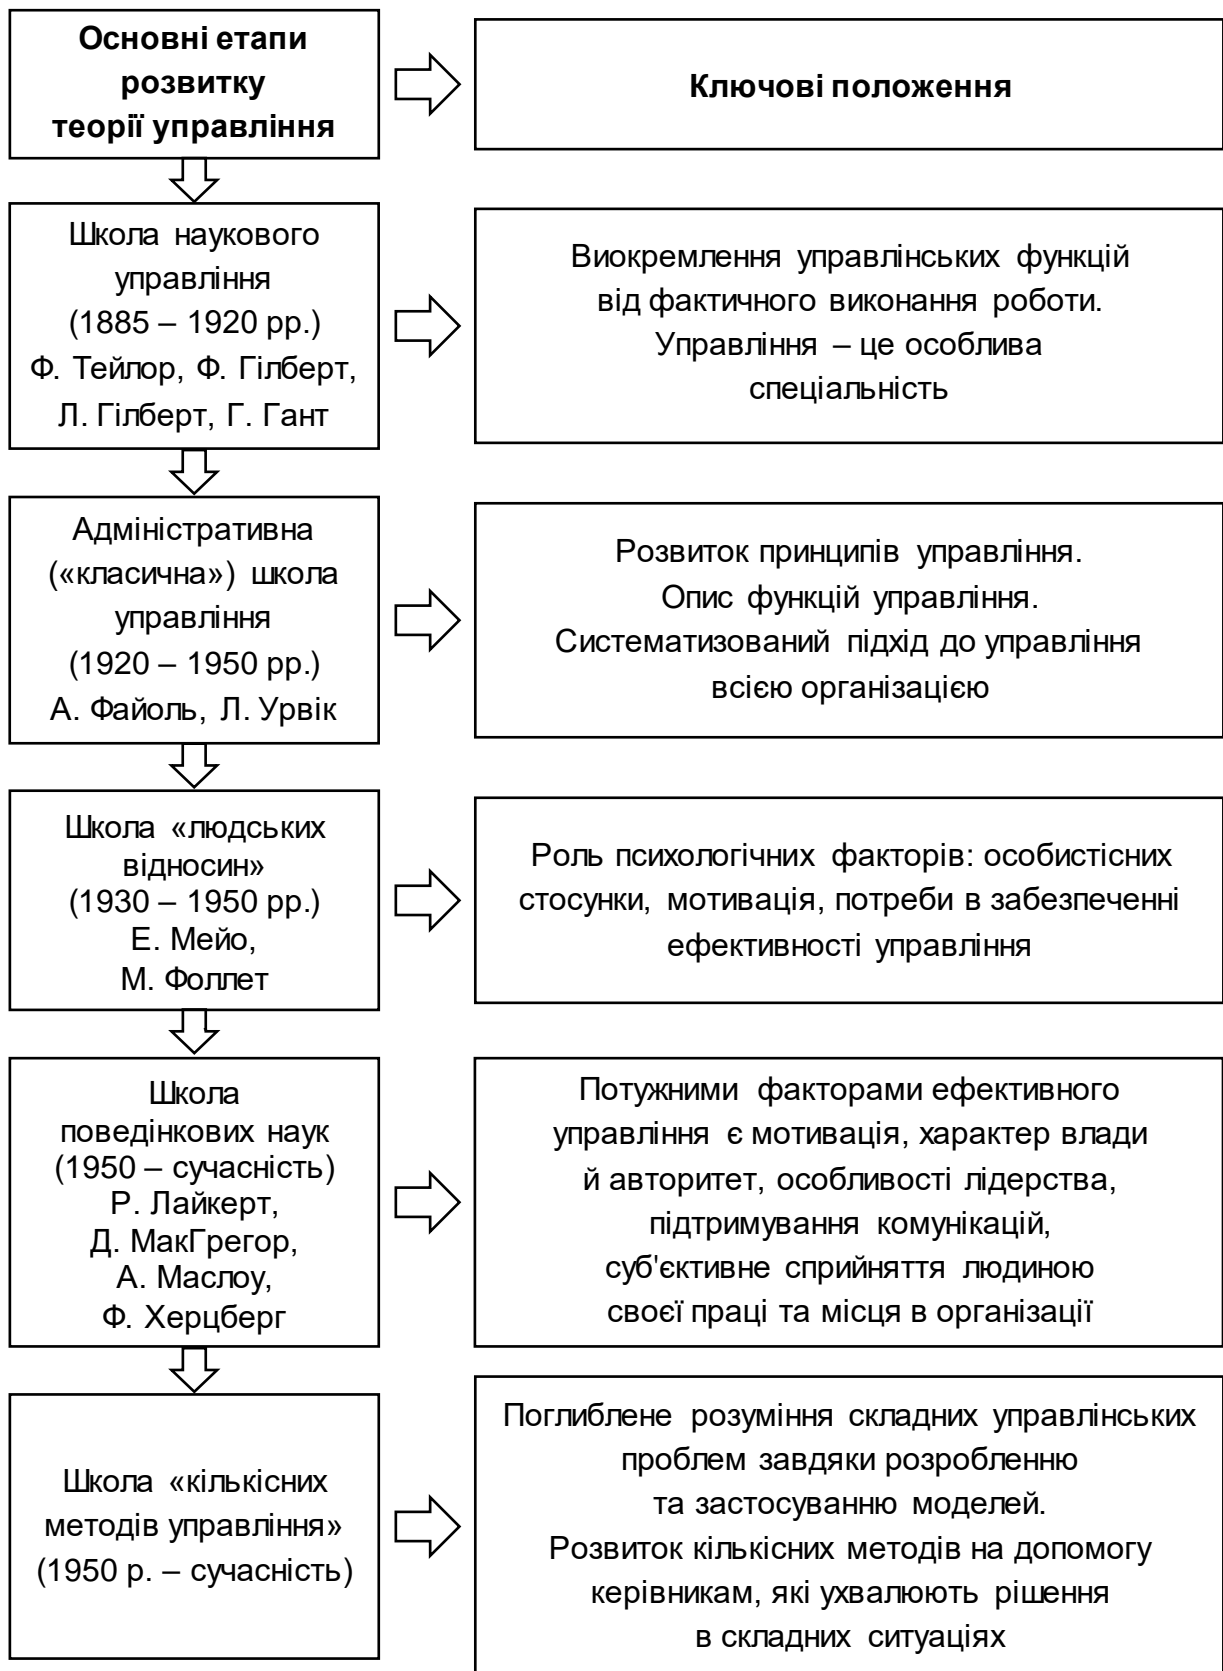 Основні етапи
розвитку
теорії управління
Ключові положення
Школа наукового
управління
(1885 – 1920 рр.)
Ф. Тейлор, Ф. Гілберт,
Л. Гілберт, Г. Гант
Виокремлення управлінських функцій
від фактичного виконання роботи.
Управління – це особлива
спеціальність
Адміністративна
(«класична») школа
управління
(1920 – 1950 рр.)
А. Файоль, Л. Урвік
Розвиток принципів управління.
Опис функцій управління.
Систематизований підхід до управління
всією організацією
Школа «людських
відносин»
(1930 – 1950 рр.)
Е. Мейо,
М. Фоллет
Роль психологічних факторів: особистісних
стосунки, мотивація, потреби в забезпеченні
ефективності управління
Школа
поведінкових наук
(1950 – сучасність)
Р. Лайкерт,
Д. МакГрегор,
А. Маслоу,
Ф. Херцберг
Потужними факторами ефективного
управління є мотивація, характер влади
й авторитет, особливості лідерства,
підтримування комунікацій,
суб'єктивне сприйняття людиною
своєї праці та місця в організації
Школа «кількісних
методів управління»
(1950 р. – сучасність)
Поглиблене розуміння складних управлінських
проблем завдяки розробленню
та застосуванню моделей.
Розвиток кількісних методів на допомогу
керівникам, які ухвалюють рішення
в складних ситуаціях